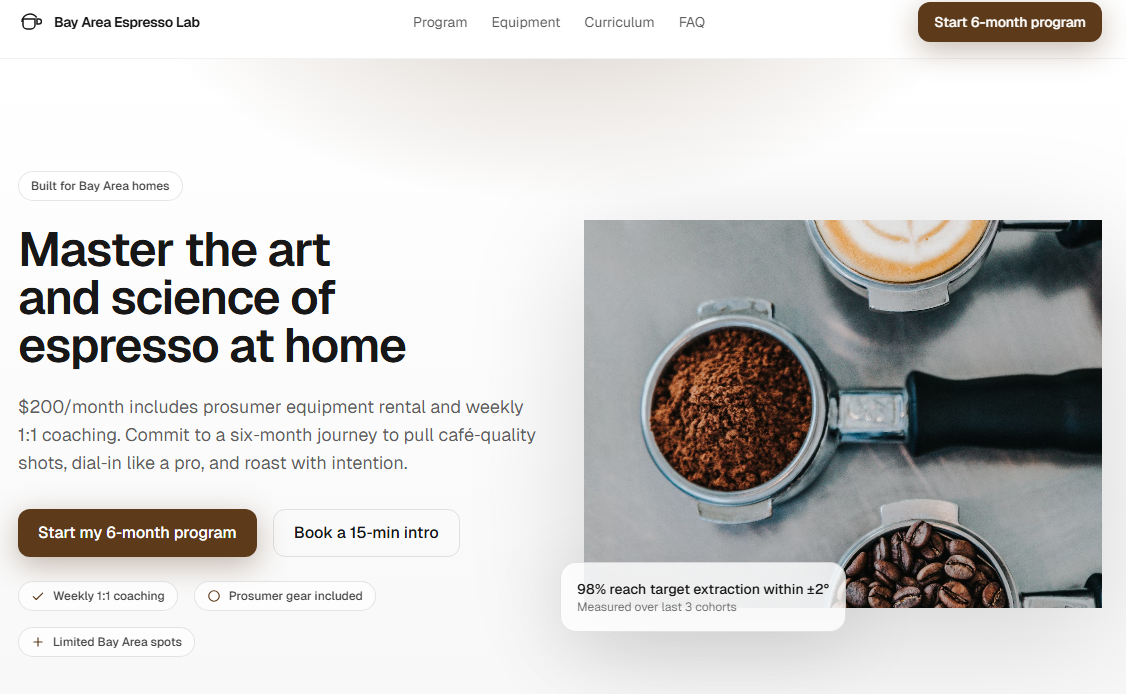 Bay Area Espresso Lab
Program
Equipment
Curriculum
FAQ
Start 6-month program
Built for Bay Area homes
Master the art
and science of
espresso at home
$200/month includes prosumer equipment rental and weekly
1:1 coaching. Commit to a six-month journey to pull café-quality
shots, dial-in like a pro, and roast with intention.
Start my 6-month program
Book a 15-min intro
Weekly 1:1 coaching
Prosumer gear included
Limited Bay Area spots
98% reach target extraction within ±2°
Measured over last 3 cohorts